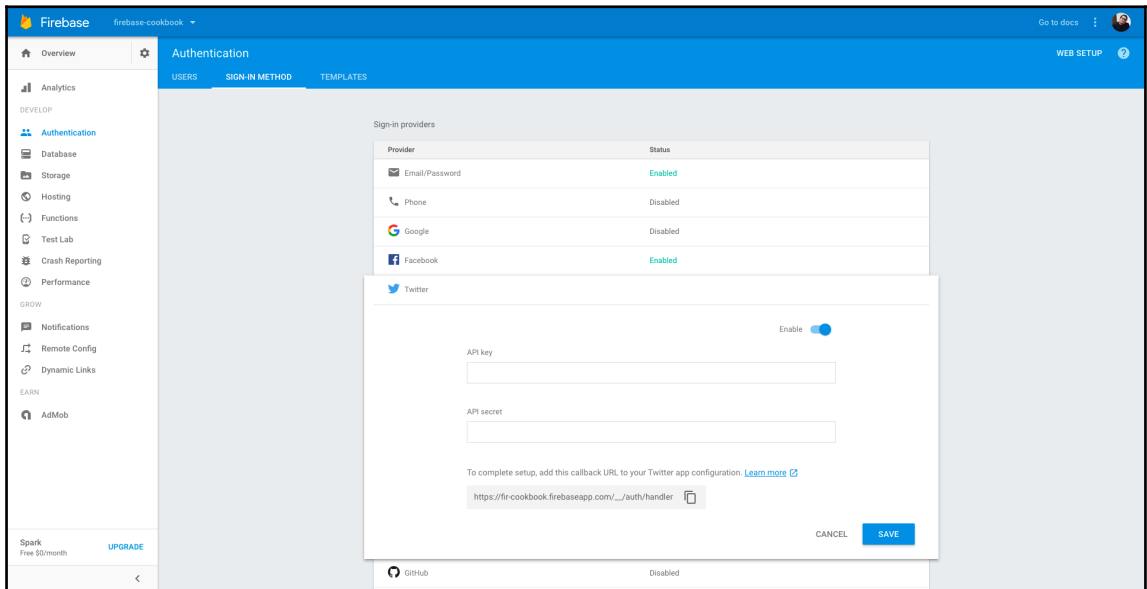 Firebase firebase-cookbook Go to docs
Overview
Authentication WEB SETUP
USERS SIGN-IN METHOD TEMPLATES
Analytics
DEVELOP
Authentication
Database
Storage
Hosting
Functions
Test Lab
Crash Reporting
Performance
GROW
Notifications
Remote Config
Dynamic Links
EARN
AdMob
Spark
Free $0/month
UPGRADE
Sign-in providers
Provider Status
Email/Password Enabled
Phone Disabled
Google Disabled
Facebook Enabled
Twitter
Enable
API key
API secret
To complete setup, add this callback URL to your Twitter app configuration. Learn more
https://fir-cookbook.firebaseapp.com/__/auth/handler
CANCEL SAVE
GitHub Disabled